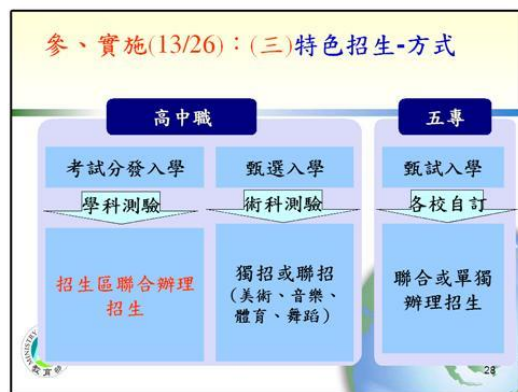 參、實施(13/26):(三)特色招生-方式
高中職
五專
考試分發入學
甄選入學
甄試入學
學科測驗
術科測驗
各校自訂
招生區聯合辦理
招生
獨招或聯招
(美術、音樂、
體育、舞蹈)
聯合或單獨
辦理招生
MINISTRY
教育部
28